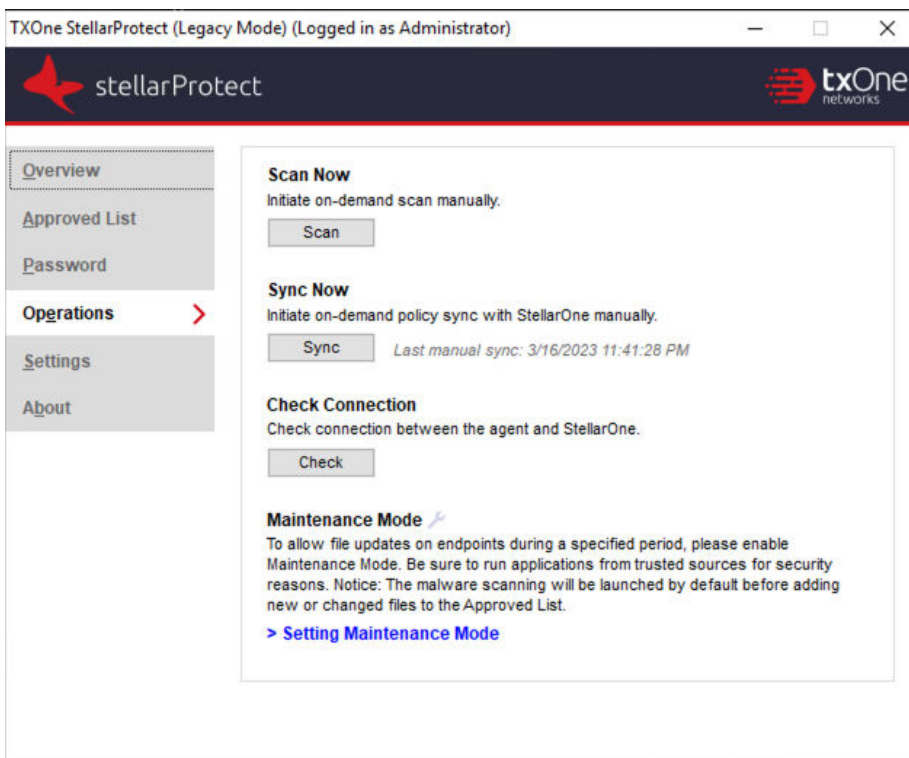 TXOne StellarProtect (Legacy Mode) (Logged in as Administrator)
stellarProtect
txOne
networks
Overview
Approved List
Password
Operations
Settings
About
Scan Now
Initiate on-demand scan manually.
Scan
Sync Now
Initiate on-demand policy sync with StellarOne manually.
Sync
Last manual sync: 3/16/2023 11:41:28 PM
Check Connection
Check connection between the agent and StellarOne.
Check
Maintenance Mode
To allow file updates on endpoints during a specified period, please enable
Maintenance Mode. Be sure to run applications from trusted sources for security
reasons. Notice: The malware scanning will be launched by default before adding
new or changed files to the Approved List.
> Setting Maintenance Mode